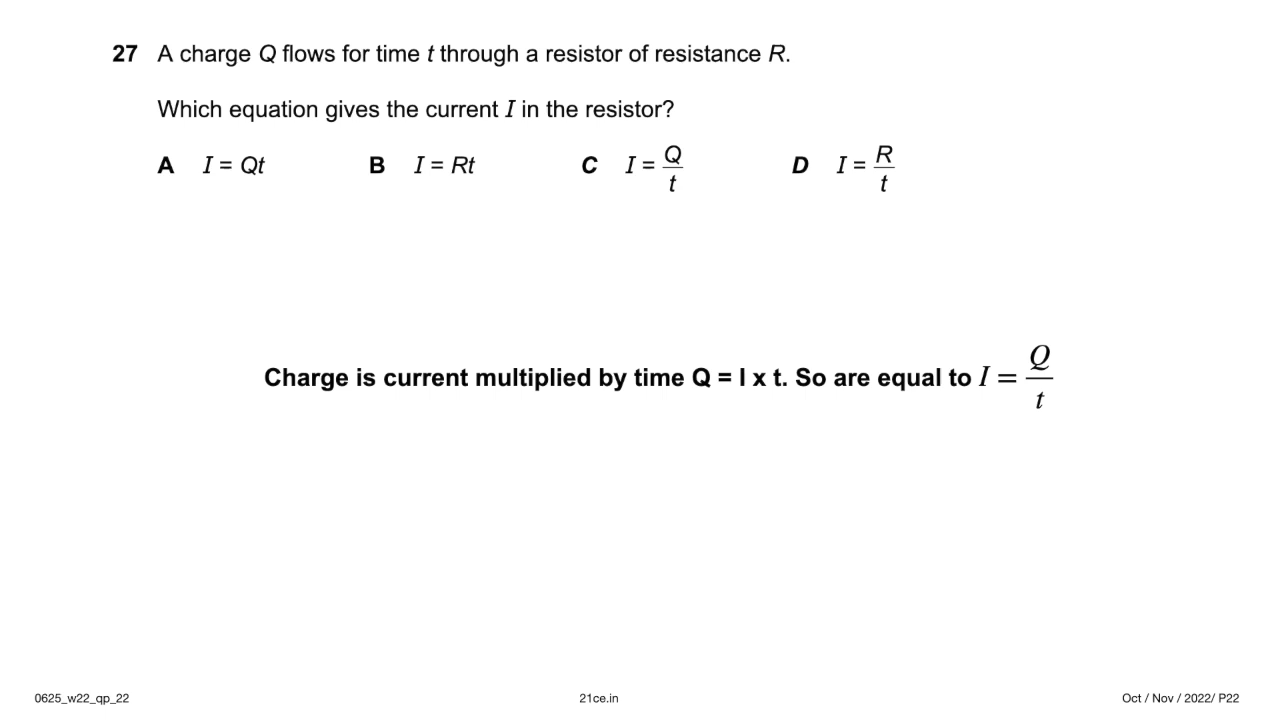 27 A charge Q flows for time t through a resistor of resistance R.
Which equation gives the current I in the resistor?
A I = Qt B I = Rt C I = Q/t D I = R/t
Charge is current multiplied by time Q = I x t. So are equal to I = Q/t
0625_w22_qp_22 21ce.in Oct / Nov / 2022/ P22